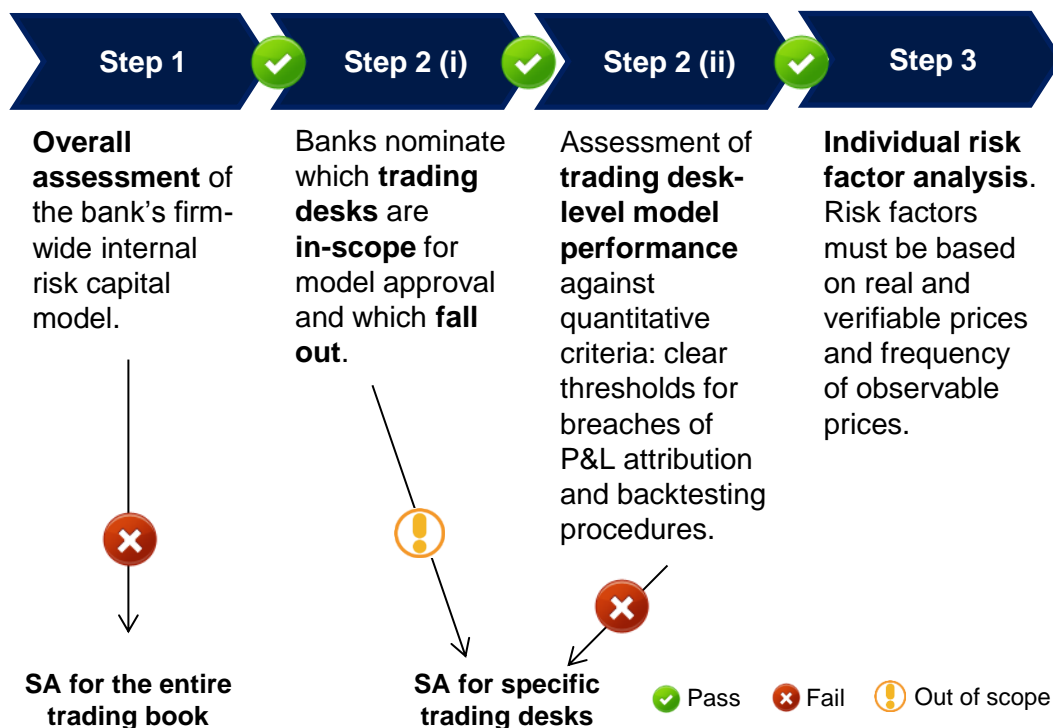 Step 1
Step 2 (i)
Step 2 (ii)
Step 3
Overall
assessment of
the bank's firm-
wide internal
risk capital
model.
Banks nominate
which trading
desks are
in-scope for
model approval
and which fall
out.
Assessment of
trading desk-
level model
performance
against
quantitative
criteria: clear
thresholds for
breaches of
P&L attribution
and backtesting
procedures.
Individual risk
factor analysis.
Risk factors
must be based
on real and
verifiable prices
and frequency
of observable
prices.
SA for the entire
trading book
SA for specific
trading desks
Pass
Fail
Out of scope